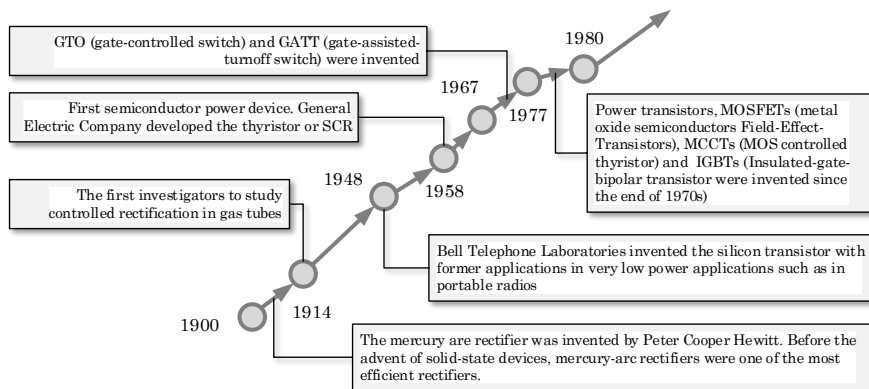 GTO (gate-controlled switch) and GATT (gate-assisted-
turnoff switch) were invented
1980
1967
First semiconductor power device. General
Electric Company developed the thyristor or SCR
1977
Power transistors, MOSFETs (metal
oxide semiconductors Field-Effect-
Transistors), MCCTs (MOS controlled
thyristor) and IGBTs (Insulated-gate-
bipolar transistor were invented since
the end of 1970s)
1948
1958
The first investigators to study
controlled rectification in gas tubes
Bell Telephone Laboratories invented the silicon transistor with
former applications in very low power applications such as in
portable radios
1900
1914
The mercury are rectifier was invented by Peter Cooper Hewitt. Before the
advent of solid-state devices, mercury-arc rectifiers were one of the most
efficient rectifiers.